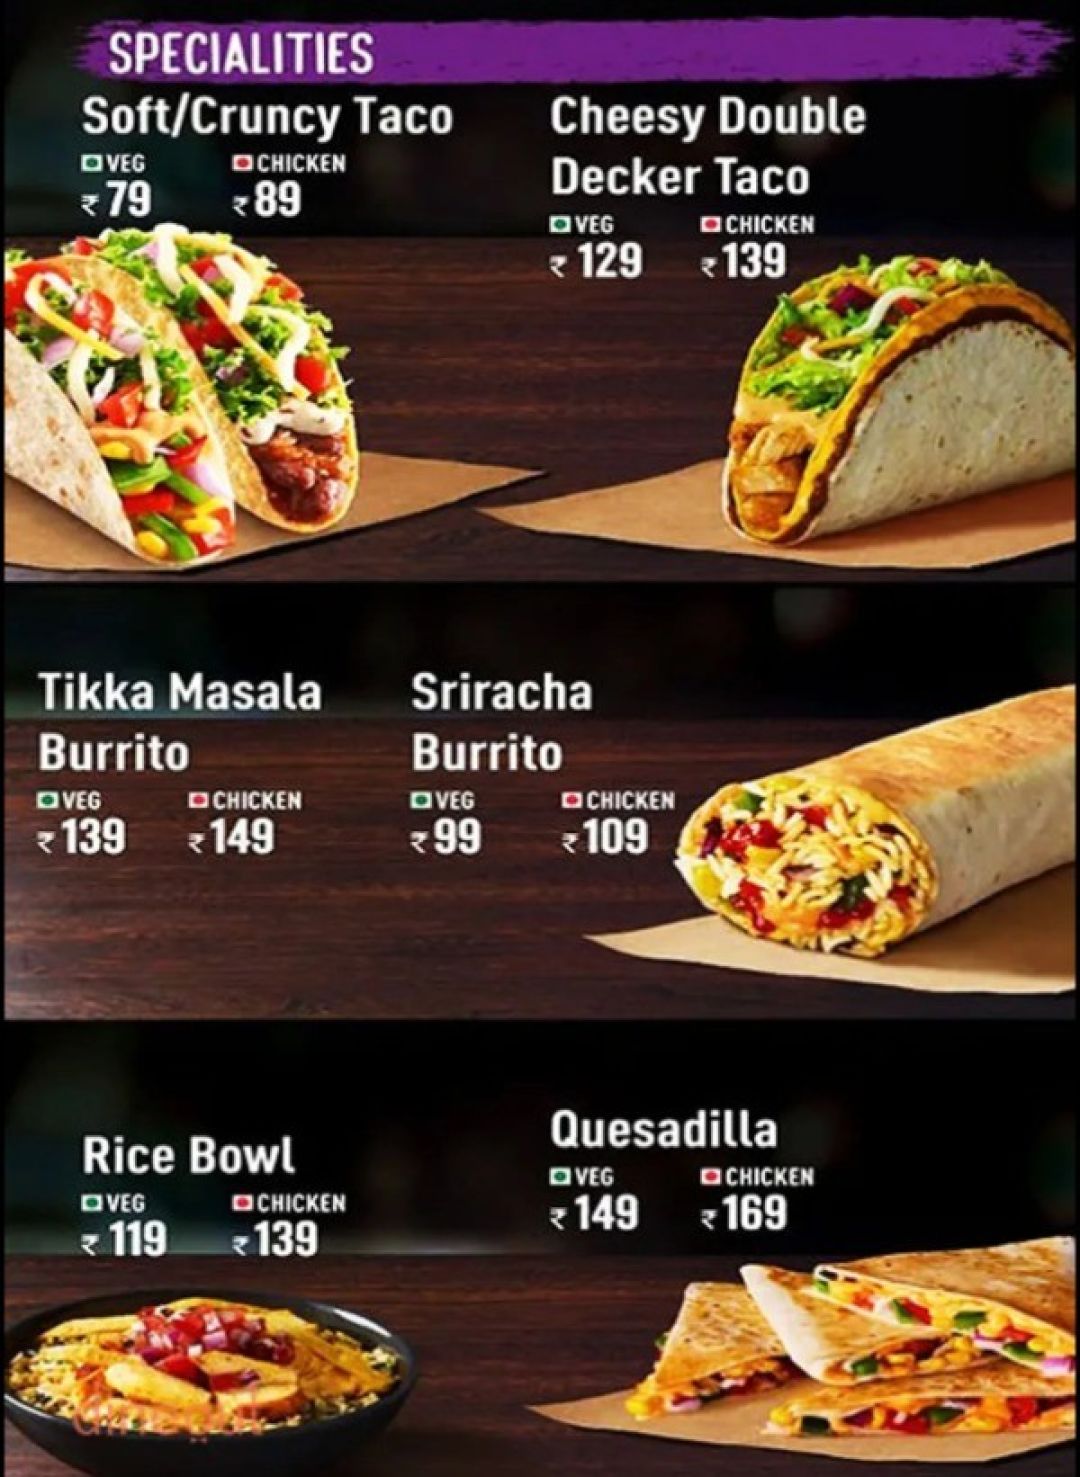 SPECIALITIES
Soft/Cruncy Taco
VEG CHICKEN
₹79 ₹89
Cheesy Double
Decker Taco
VEG CHICKEN
₹129 ₹139
Tikka Masala
Burrito
VEG CHICKEN
₹139 ₹149
Sriracha
Burrito
VEG CHICKEN
₹99 ₹109
Rice Bowl
VEG CHICKEN
₹119 ₹139
Quesadilla
VEG CHICKEN
₹149 ₹169